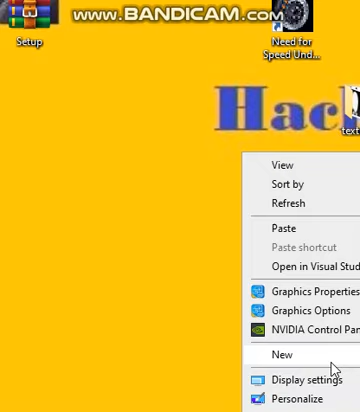 www.BANDICAM.com
Setup
Need for
Speed Und...
Hack
text
View
Sort by
Refresh
Paste
Paste shortcut
Open in Visual Stud
Graphics Properties
Graphics Options
NVIDIA Control Pan
New
Display settings
Personalize